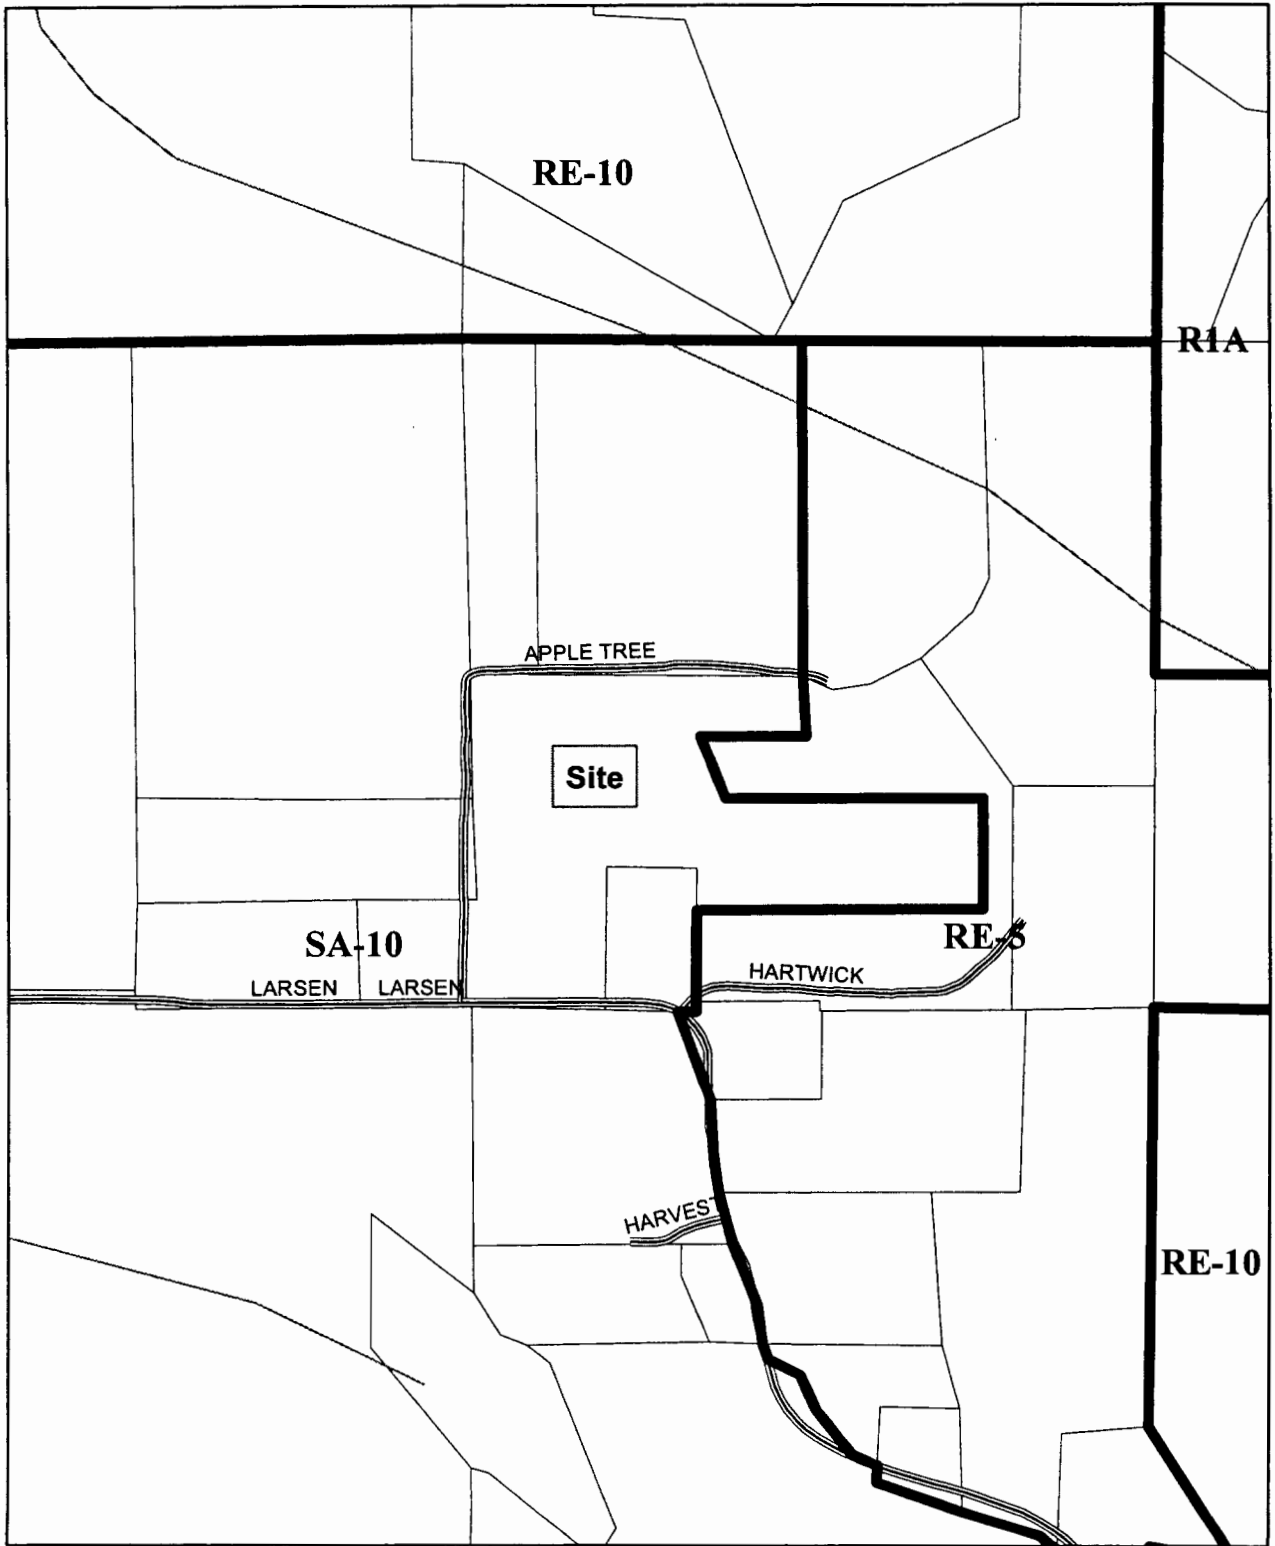 RE-10
R1A
APPLE TREE
Site
SA-10
RE-5
LARSEN LARSEN
HARTWICK
HARVEST
RE-10